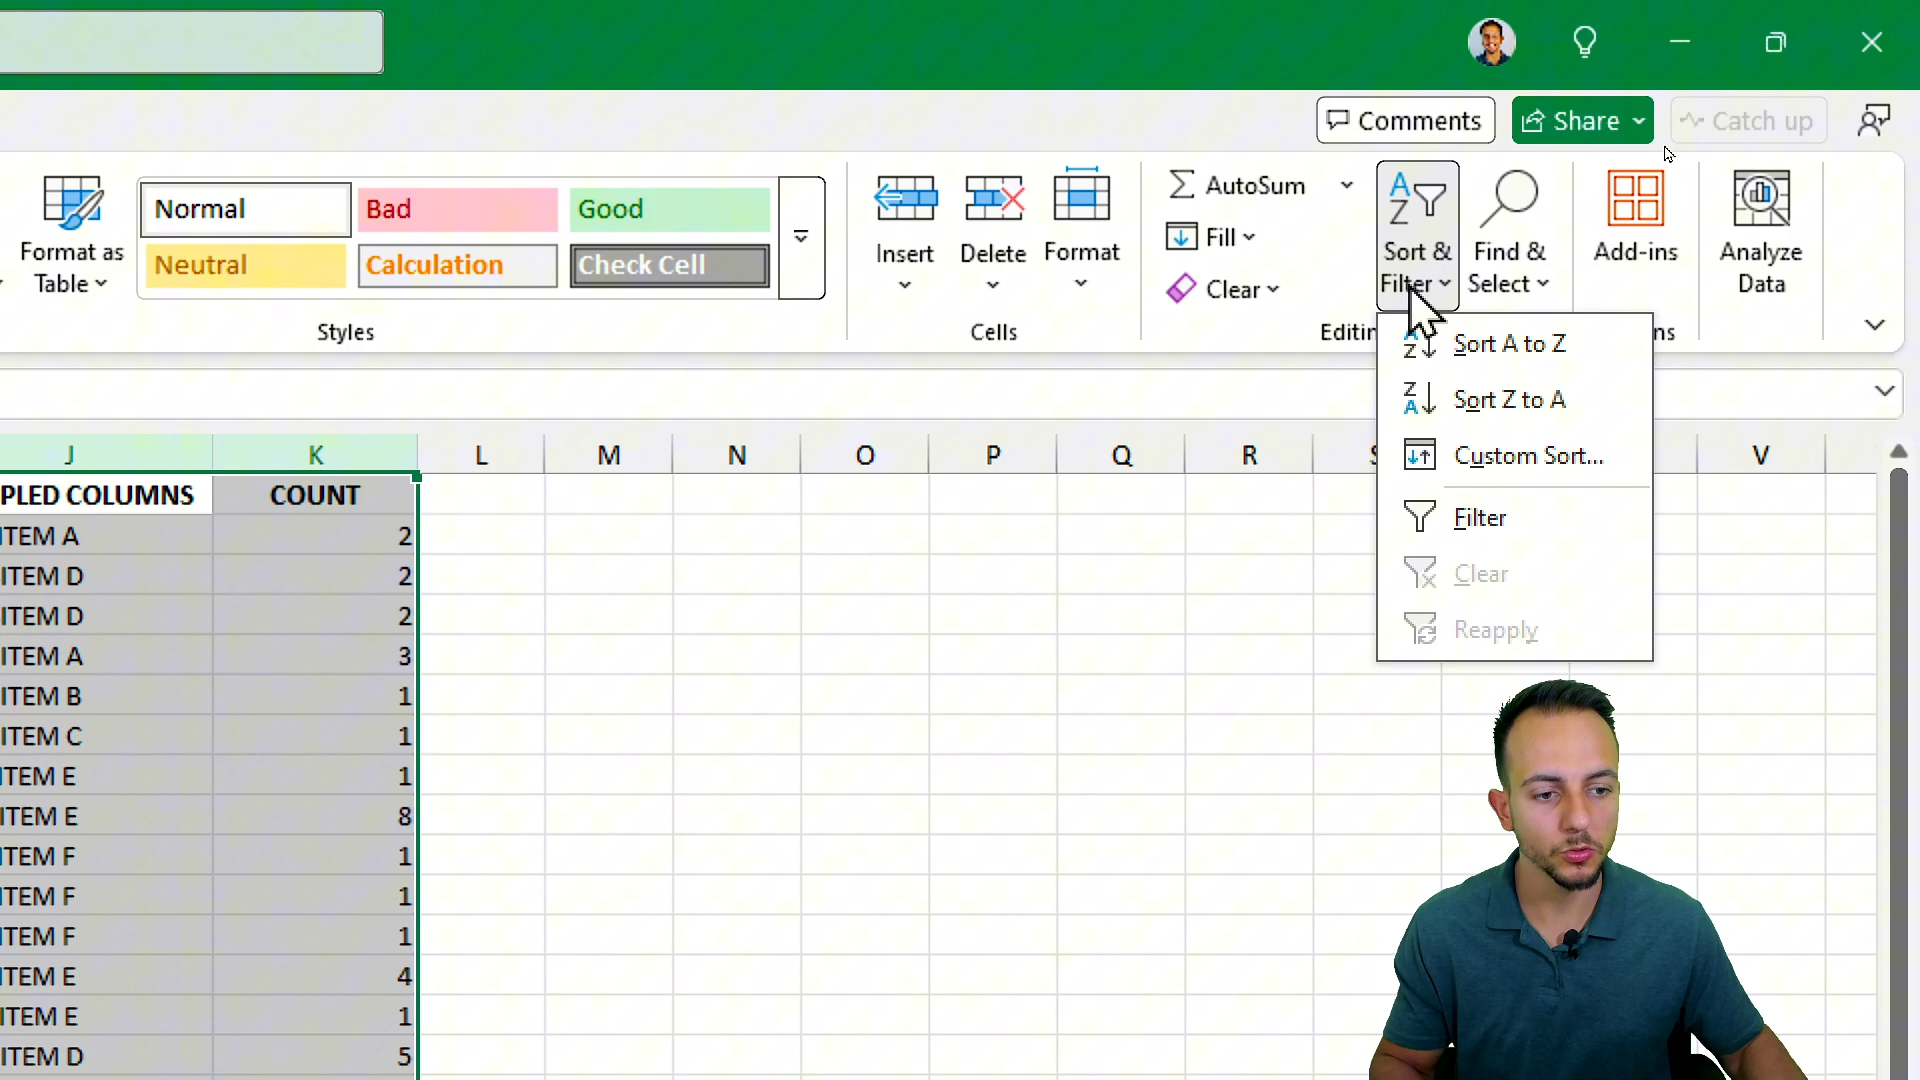 Comments
Share
Catch up
Format as
Table
Normal
Bad
Good
Neutral
Calculation
Check Cell
Styles
Insert
Delete
Format
Cells
AutoSum
Fill
Clear
Sort &
Filter
Find &
Select
Add-ins
Analyze
Data
Sort A to Z
Sort Z to A
Custom Sort...
Filter
Clear
Reapply
J K L M N O P Q R V
PLED COLUMNS COUNT
ITEM A 2
ITEM D 2
ITEM D 2
ITEM A 3
ITEM B 1
ITEM C 1
ITEM E 1
ITEM E 8
ITEM F 1
ITEM F 1
ITEM F 1
ITEM E 4
ITEM E 1
ITEM D 5